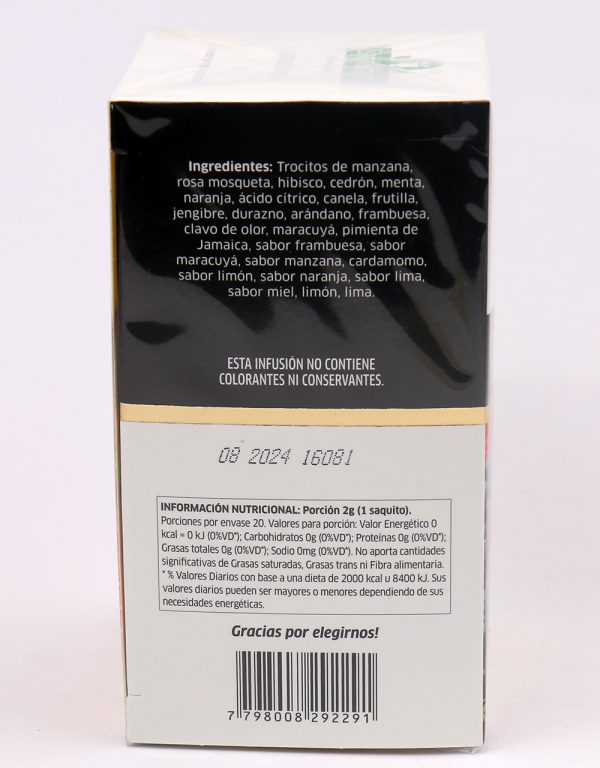 Ingredientes: Trocitos de manzana,
rosa mosqueta, hibisco, cedrón, menta,
naranja, ácido cítrico, canela, frutilla,
jengibre, durazno, arándano, frambuesa,
clavo de olor, maracuyá, pimienta de
Jamaica, sabor frambuesa, sabor
maracuyá, sabor manzana, cardamomo,
sabor limón, sabor naranja, sabor lima,
sabor miel, limón, lima.
ESTA INFUSIÓN NO CONTIENE
COLORANTES NI CONSERVANTES.
08 2024 16081
INFORMACIÓN NUTRICIONAL: Porción 2g (1 saquito).
Porciones por envase 20. Valores para porción: Valor Energético 0
kcal = 0 kJ (0%VD*); Carbohidratos 0g (0%VD*); Proteínas 0g (0%VD*);
Grasas totales 0g (0%VD*); Sodio 0mg (0%VD*). No aporta cantidades
significativas de Grasas saturadas, Grasas trans ni Fibra alimentaria.
* % Valores Diarios con base a una dieta de 2000 kcal u 8400 kJ. Sus
valores diarios pueden ser mayores o menores dependiendo de sus
necesidades energéticas.
Gracias por elegirnos!
7 798008 292291